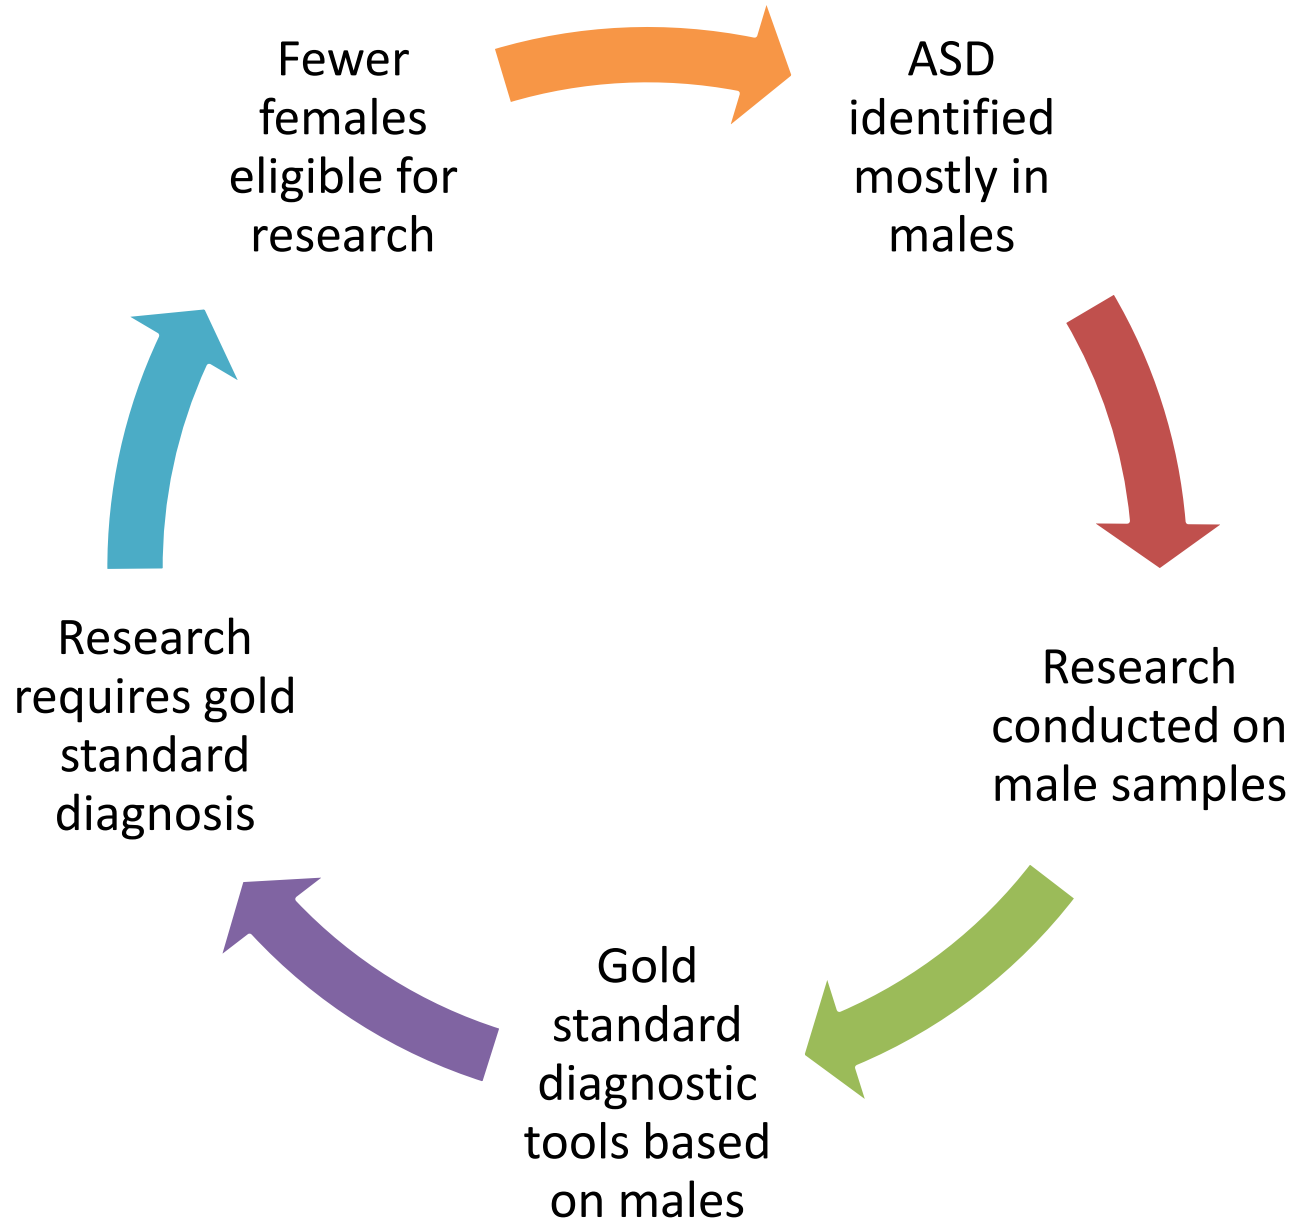 Fewer
females
eligible for
research
ASD
identified
mostly in
males
Research
conducted on
male samples
Gold
standard
diagnostic
tools based
on males
Research
requires gold
standard
diagnosis